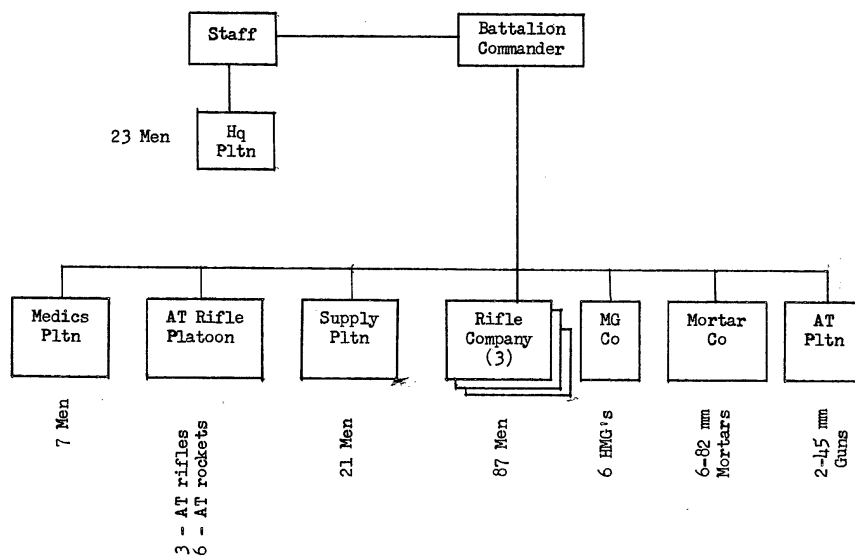 Staff
Battalion
Commander
23 Men
Hq
Pltn
Medics
Pltn
AT Rifle
Platoon
Supply
Pltn
Rifle
Company
(3)
MG
Co
Mortar
Co
AT
Pltn
7 Men
3 - AT rifles
6 - AT rockets
21 Men
87 Men
6 HMG's
6-82 mm
Mortars
2-45 mm
Guns